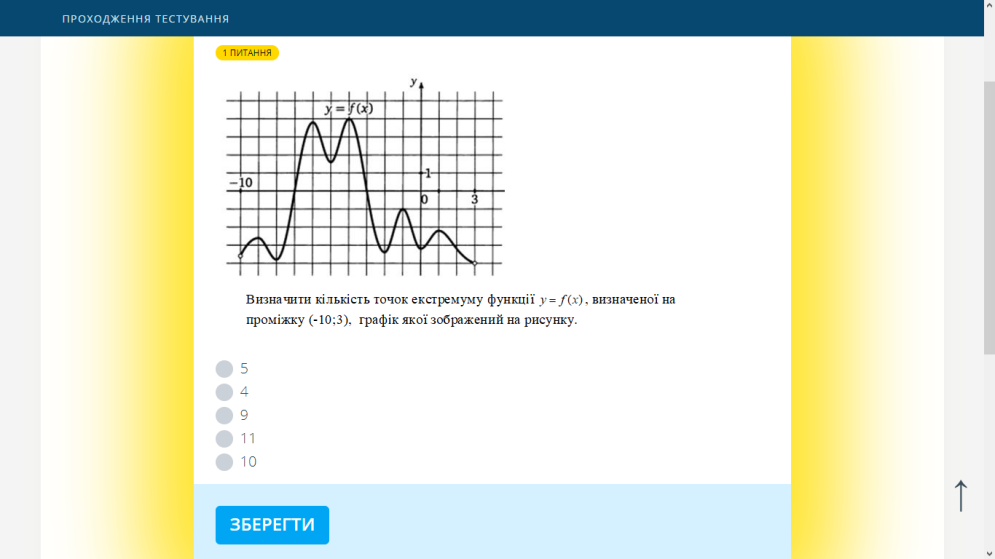 ПРОХОДЖЕННЯ ТЕСТУВАННЯ
1 ПИТАННЯ
y
y = f(x)
1
−10
0
3
Визначити кількість точок екстремуму функції y = f(x), визначеної на
проміжку (-10;3), графік якої зображений на рисунку.
5
4
9
11
10
ЗБЕРЕГТИ